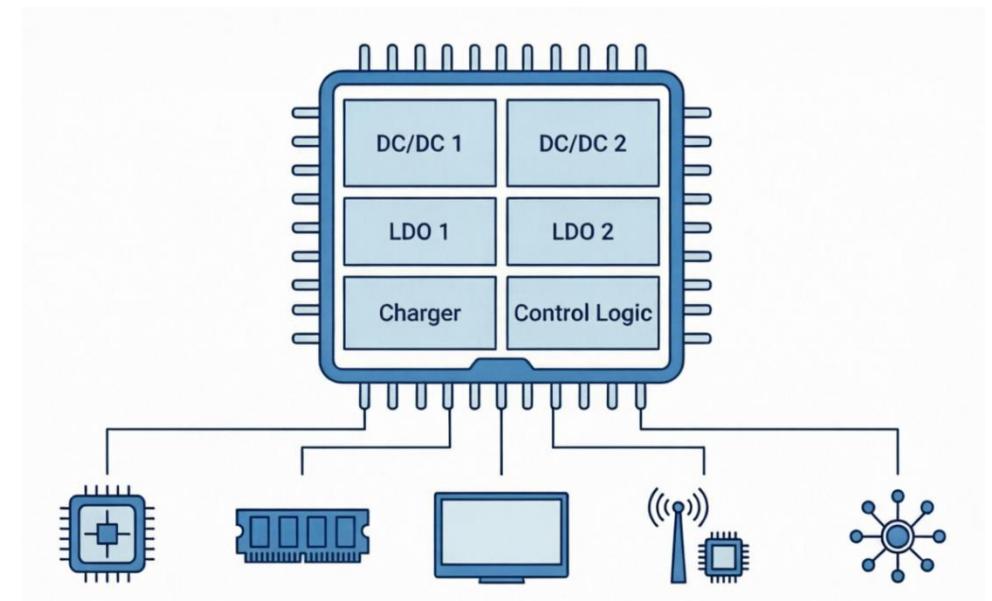 DC/DC 1
DC/DC 2
LDO 1
LDO 2
Charger
Control Logic